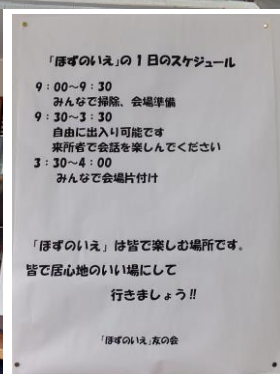 「ほずのいえ」の1日のスケジュール
9：00～9：30
みんなで掃除、会場準備
9：30～3：30
自由に出入り可能です
来所者で会話を楽しんでください
3：30～4：00
みんなで会場片付け
「ほずのいえ」は皆で楽しむ場所です。
皆で居心地のいい場にして
行きましょう!!
「ほずのいえ」友の会